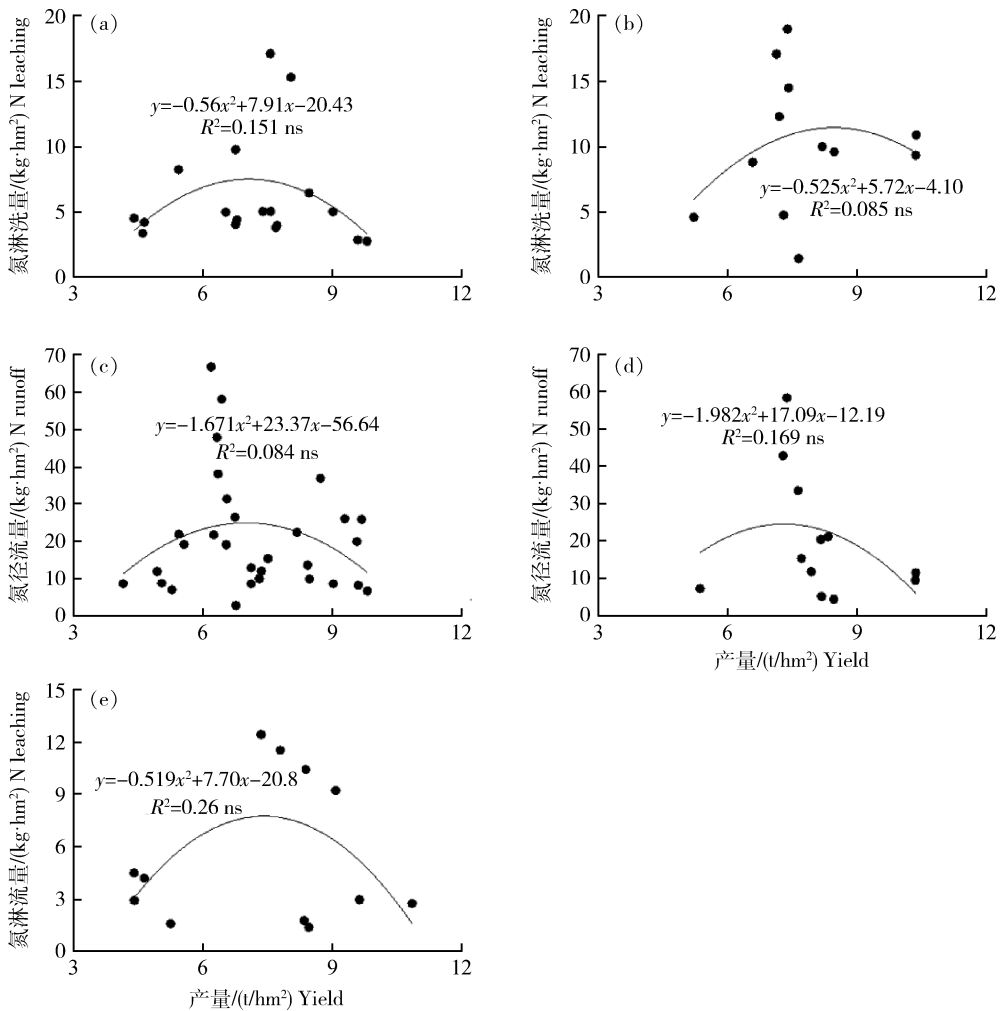 (a)
氮淋洗量/(kg·hm²) N leaching
20
15
10
5
0
y=−0.56x²+7.91x−20.43
R²=0.151 ns
3 6 9 12
(b)
氮淋洗量/(kg·hm²) N leaching
20
15
10
5
0
y=−0.525x²+5.72x−4.10
R²=0.085 ns
3 6 9 12
(c)
氮径流量/(kg·hm²) N runoff
70
60
50
40
30
20
10
0
y=−1.671x²+23.37x−56.64
R²=0.084 ns
3 6 9 12
(d)
氮径流量/(kg·hm²) N runoff
70
60
50
40
30
20
10
0
y=−1.982x²+17.09x−12.19
R²=0.169 ns
3 6 9 12
产量/(t/hm²) Yield
(e)
氮淋流量/(kg·hm²) N leaching
15
12
9
6
3
0
y=−0.519x²+7.70x−20.8
R²=0.26 ns
3 6 9 12
产量/(t/hm²) Yield